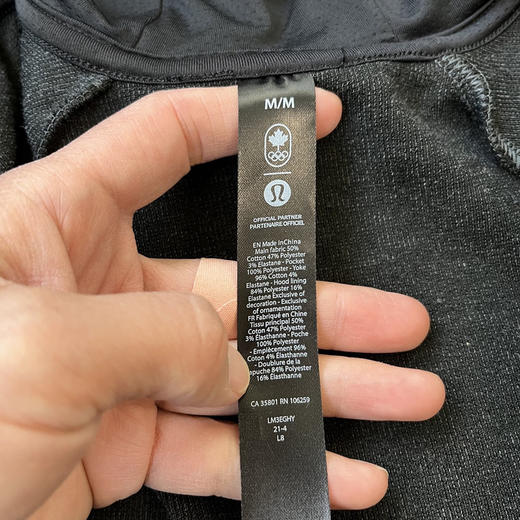 M/M
OFFICIAL PARTNER
PARTENAIRE OFFICIEL
EN Made inChina
Main fabric 50%
Cotton 47% Polyester
3% Elastane - Pocket
100% Polyester - Yoke
96% Cotton 4%
Elastane - Hood lining
84% Polyester 16%
Elastane Exclusive of
decoration - Exclusive
of ornamentation
FR Fabriqué en Chine
Tissu principal 50%
Coton 47% Polyester
3% Élasthanne - Poche
100% Polyester
- Empiècement 96%
Coton 4% Élasthanne
- Doublure de la
apuche 84% Polyester
16% Élasthanne
CA 35801 RN 106259
LM3EGHY
21-4
L8